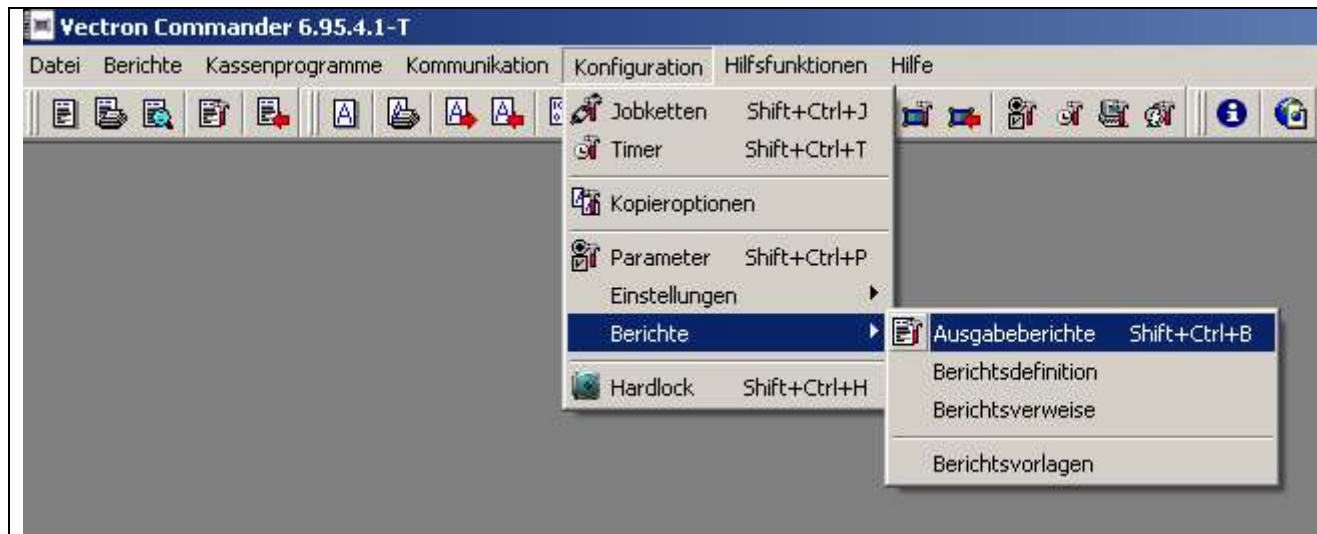 Vectron Commander 6.95.4.1-T
Datei Berichte Kassenprogramme Kommunikation Konfiguration Hilfsfunktionen Hilfe
Jobketten Shift+Ctrl+J
Timer Shift+Ctrl+T
Kopieroptionen
Parameter Shift+Ctrl+P
Einstellungen
Berichte
Ausgabeberichte Shift+Ctrl+B
Berichtsdefinition
Berichtsverweise
Hardlock Shift+Ctrl+H
Berichtsvorlagen